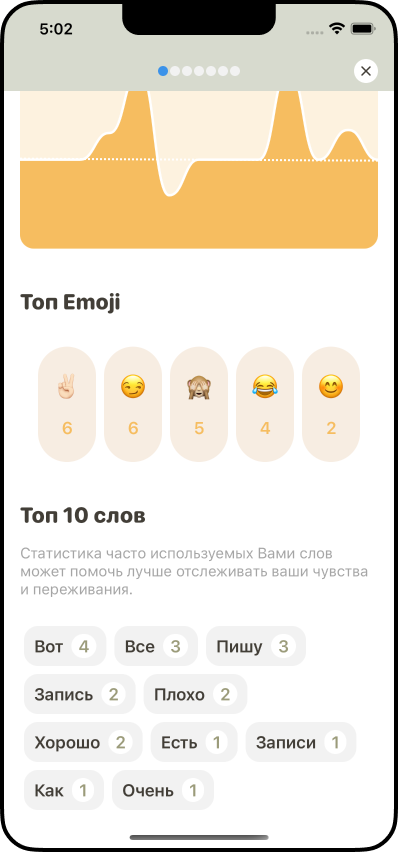 5:02
Топ Emoji
6 6 5 4 2
Топ 10 слов
Статистика часто используемых Вами слов
может помочь лучше отслеживать ваши чувства
и переживания.
Вот 4 Все 3 Пишу 3
Запись 2 Плохо 2
Хорошо 2 Есть 1 Записи 1
Как 1 Очень 1